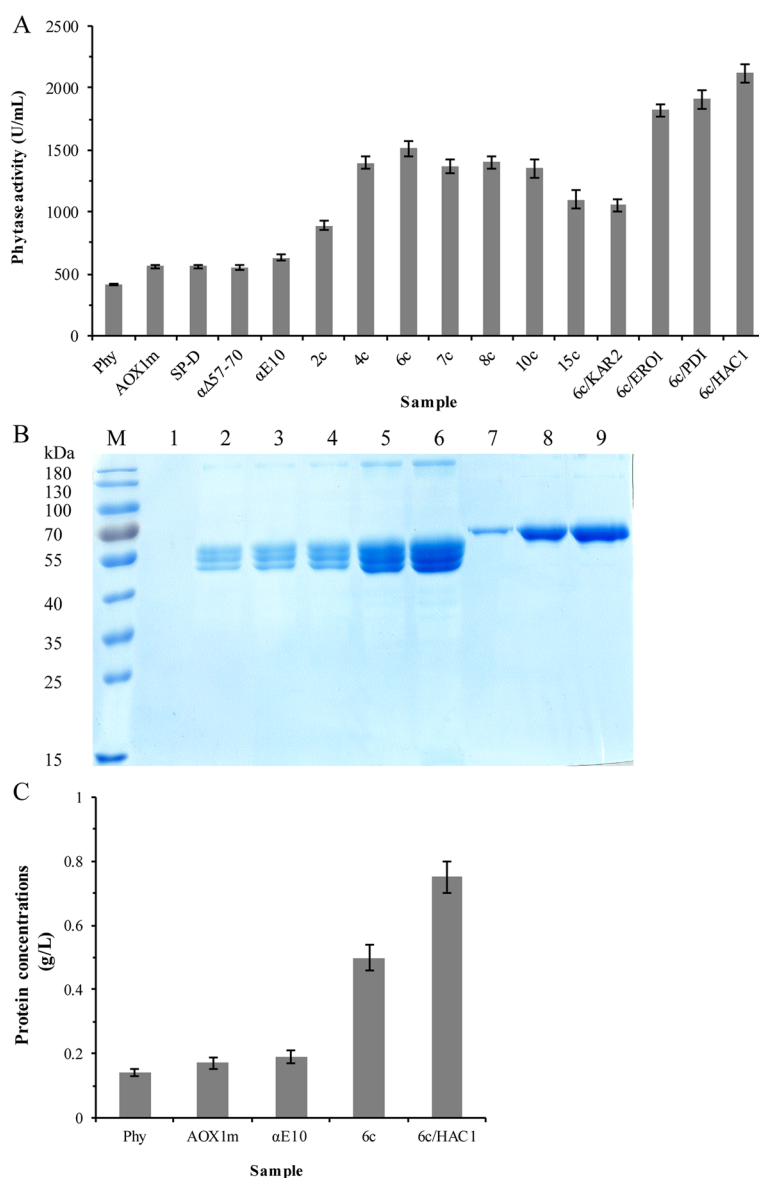 A
Phytase activity (U/mL)
2500
2000
1500
1000
500
0
Phy
AOX1m
SP-D
αΔ57-70
αE10
2c
4c
6c
7c
8c
10c
15c
6c/KAR2
6c/ERO1
6c/PDI
6c/HAC1
Sample
B
kDa
M 1 2 3 4 5 6 7 8 9
180
130
100
70
55
40
35
25
15
C
Protein concentrations
(g/L)
1
0.8
0.6
0.4
0.2
0
Phy AOX1m αE10 6c 6c/HAC1
Sample